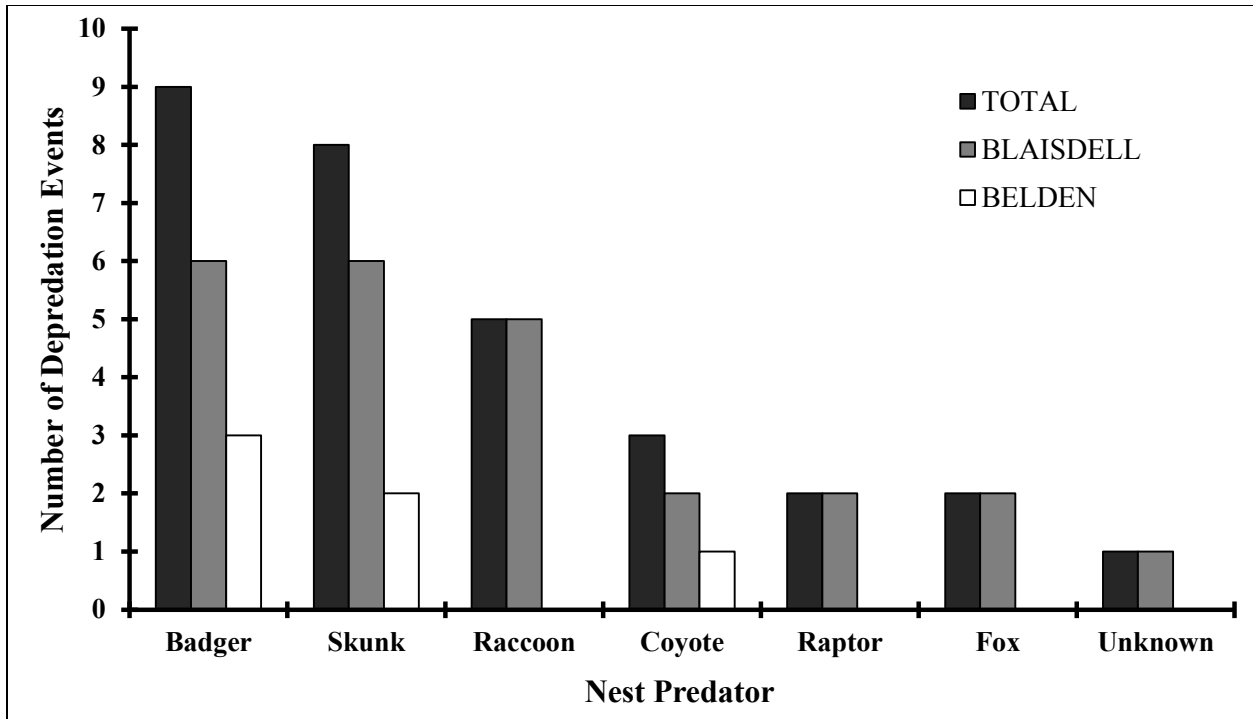 10
9
8
7
6
5
4
3
2
1
0
Number of Depredation Events
TOTAL
BLAISDELL
BELDEN
Badger Skunk Raccoon Coyote Raptor Fox Unknown
Nest Predator